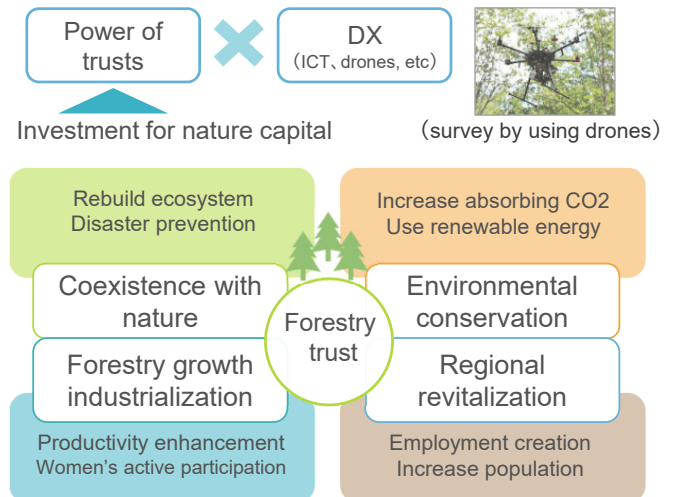 Power of
trusts
DX
（ICT、drones, etc）
Investment for nature capital
（survey by using drones）
Rebuild ecosystem
Disaster prevention
Increase absorbing CO2
Use renewable energy
Coexistence with
nature
Environmental
conservation
Forestry
trust
Forestry growth
industrialization
Regional
revitalization
Productivity enhancement
Women’s active participation
Employment creation
Increase population